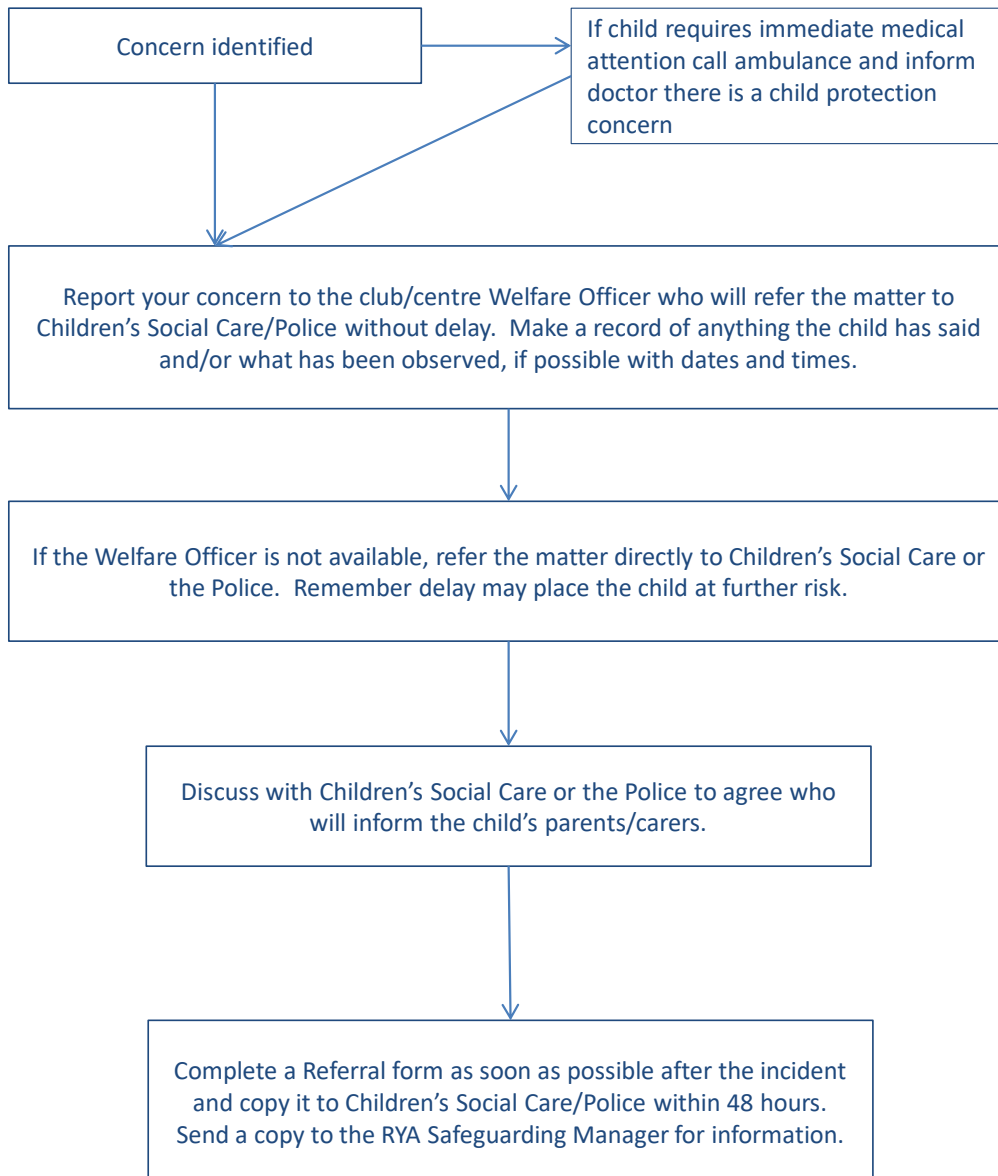 Concern identified
If child requires immediate medical
attention call ambulance and inform
doctor there is a child protection
concern
Report your concern to the club/centre Welfare Officer who will refer the matter to
Children’s Social Care/Police without delay.  Make a record of anything the child has said
and/or what has been observed, if possible with dates and times.
If the Welfare Officer is not available, refer the matter directly to Children’s Social Care or
the Police.  Remember delay may place the child at further risk.
Discuss with Children’s Social Care or the Police to agree who
will inform the child’s parents/carers.
Complete a Referral form as soon as possible after the incident
and copy it to Children’s Social Care/Police within 48 hours.
Send a copy to the RYA Safeguarding Manager for information.